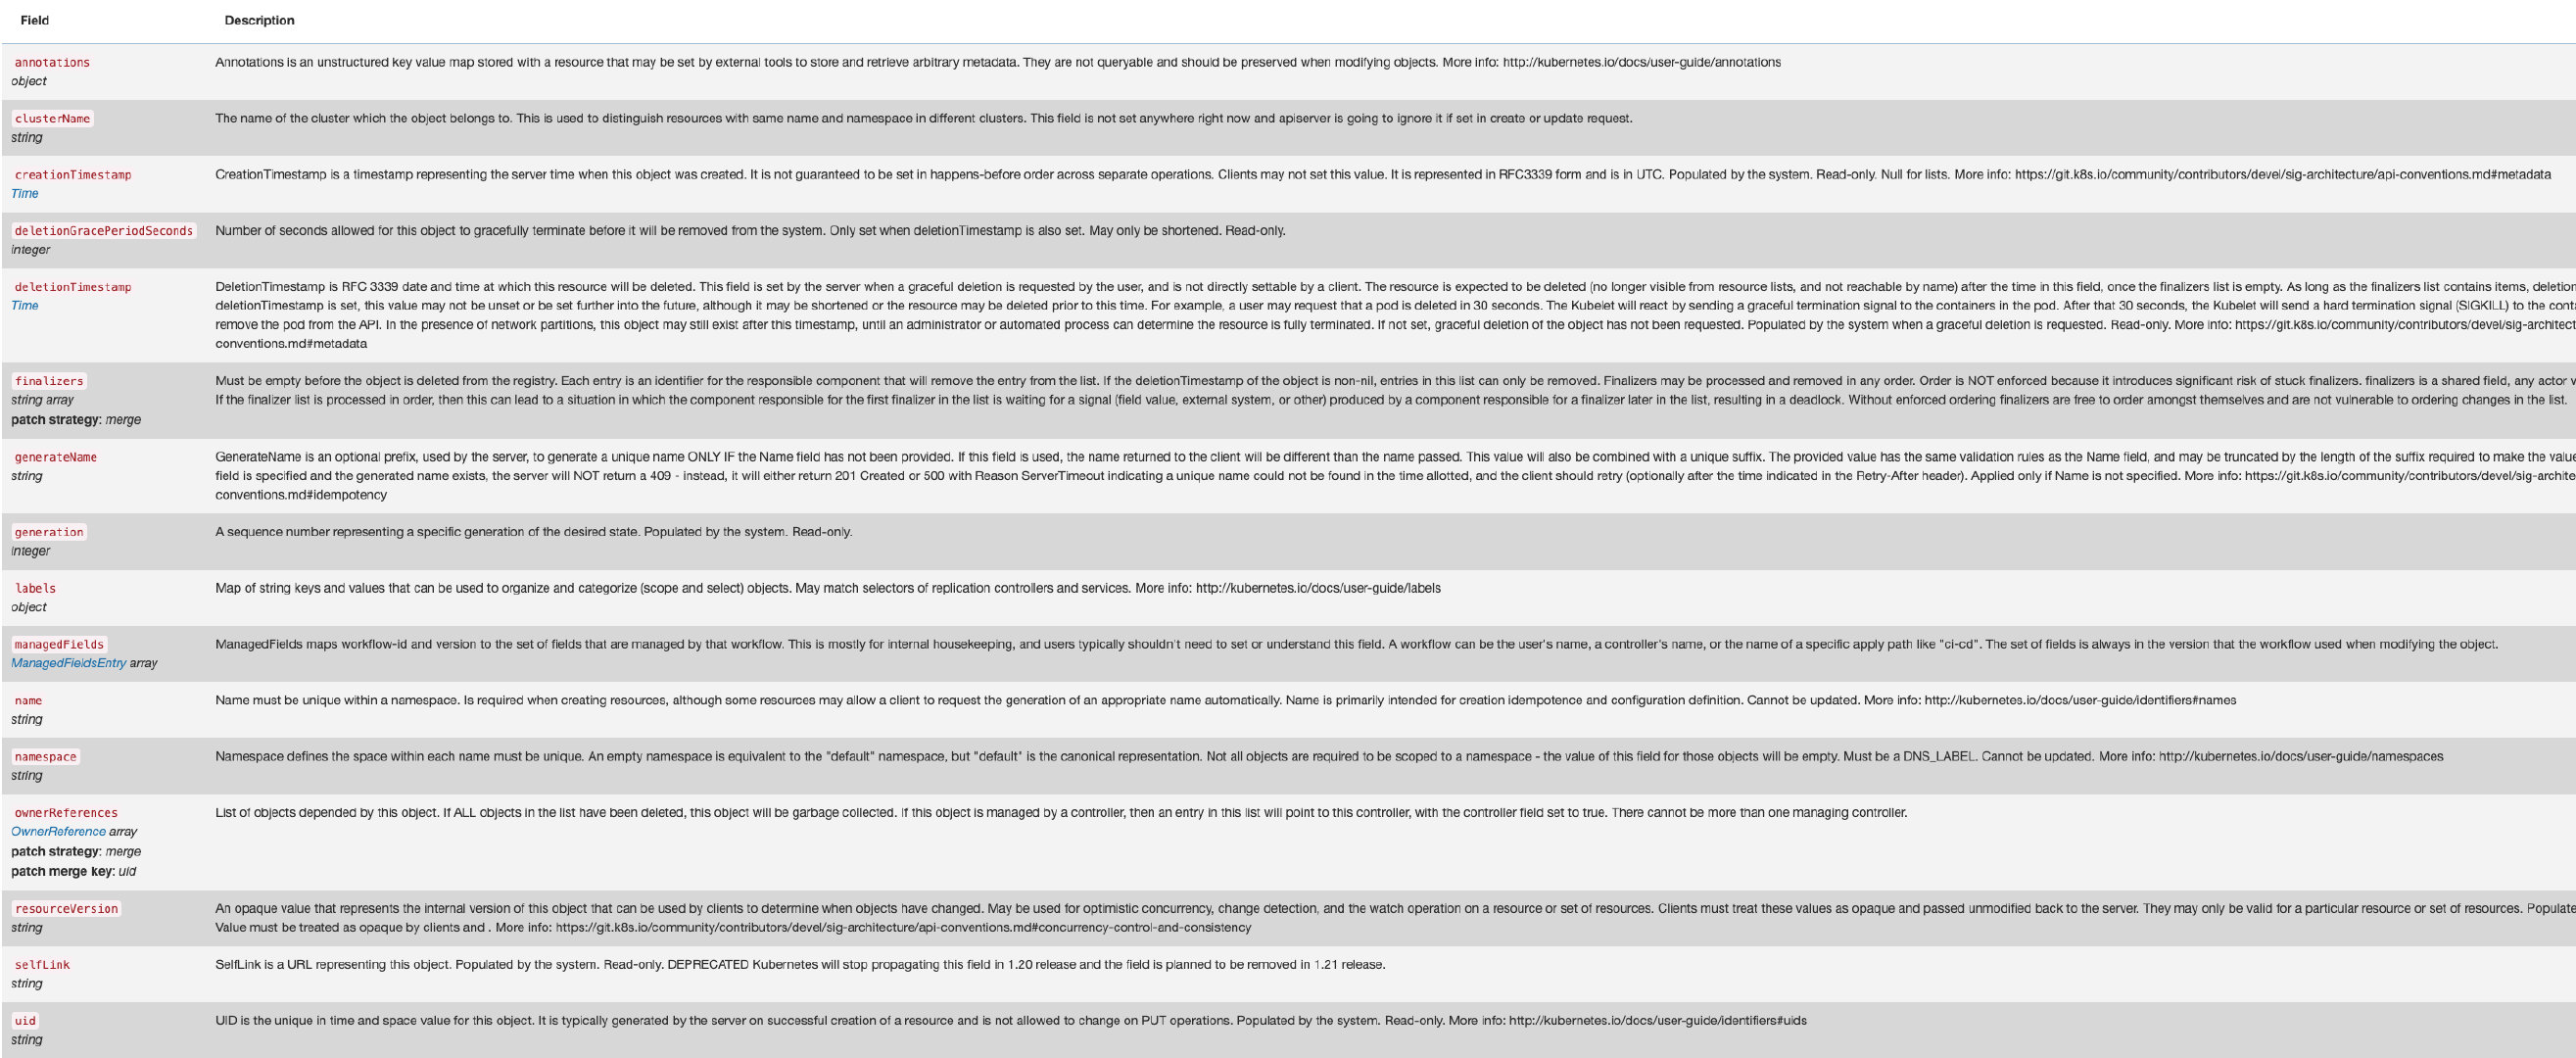 Field Description
annotations Annotations is an unstructured key value map stored with a resource that may be set by external tools to store and retrieve arbitrary metadata. They are not queryable and should be preserved when modifying objects. More info: http://kubernetes.io/docs/user-guide/annotations
object
clusterName The name of the cluster which the object belongs to. This is used to distinguish resources with same name and namespace in different clusters. This field is not set anywhere right now and apiserver is going to ignore it if set in create or update request.
string
creationTimestamp CreationTimestamp is a timestamp representing the server time when this object was created. It is not guaranteed to be set in happens-before order across separate operations. Clients may not set this value. It is represented in RFC3339 form and is in UTC. Populated by the system. Read-only. Null for lists. More info: https://git.k8s.io/community/contributors/devel/sig-architecture/api-conventions.md#metadata
Time
deletionGracePeriodSeconds Number of seconds allowed for this object to gracefully terminate before it will be removed from the system. Only set when deletionTimestamp is also set. May only be shortened. Read-only.
integer
deletionTimestamp DeletionTimestamp is RFC 3339 date and time at which this resource will be deleted. This field is set by the server when a graceful deletion is requested by the user, and is not directly settable by a client. The resource is expected to be deleted (no longer visible from resource lists, and not reachable by name) after the time in this field, once the finalizers list is empty. As long as the finalizers list contains items, deletion
Time deletionTimestamp is set, this value may not be unset or be set further into the future, although it may be shortened or the resource may be deleted prior to this time. For example, a user may request that a pod is deleted in 30 seconds. The Kubelet will react by sending a graceful termination signal to the containers in the pod. After that 30 seconds, the Kubelet will send a hard termination signal (SIGKILL) to the conta
remove the pod from the API. In the presence of network partitions, this object may still exist after this timestamp, until an administrator or automated process can determine the resource is fully terminated. If not set, graceful deletion of the object has not been requested. Populated by the system when a graceful deletion is requested. Read-only. More info: https://git.k8s.io/community/contributors/devel/sig-architect
conventions.md#metadata
finalizers Must be empty before the object is deleted from the registry. Each entry is an identifier for the responsible component that will remove the entry from the list. If the deletionTimestamp of the object is non-nil, entries in this list can only be removed. Finalizers may be processed and removed in any order. Order is NOT enforced because it introduces significant risk of stuck finalizers. finalizers is a shared field, any actor
string array If the finalizer list is processed in order, then this can lead to a situation in which the component responsible for the first finalizer in the list is waiting for a signal (field value, external system, or other) produced by a component responsible for a finalizer later in the list, resulting in a deadlock. Without enforced ordering finalizers are free to order amongst themselves and are not vulnerable to ordering changes in the list.
patch strategy: merge
generateName GenerateName is an optional prefix, used by the server, to generate a unique name ONLY IF the Name field has not been provided. If this field is used, the name returned to the client will be different than the name passed. This value will also be combined with a unique suffix. The provided value has the same validation rules as the Name field, and may be truncated by the length of the suffix required to make the value
string field is specified and the generated name exists, the server will NOT return a 409 - instead, it will either return 201 Created or 500 with Reason ServerTimeout indicating a unique name could not be found in the time allotted, and the client should retry (optionally after the time indicated in the Retry-After header). Applied only if Name is not specified. More info: https://git.k8s.io/community/contributors/devel/sig-archite
conventions.md#idempotency
generation A sequence number representing a specific generation of the desired state. Populated by the system. Read-only.
integer
labels Map of string keys and values that can be used to organize and categorize (scope and select) objects. May match selectors of replication controllers and services. More info: http://kubernetes.io/docs/user-guide/labels
object
managedFields ManagedFields maps workflow-id and version to the set of fields that are managed by that workflow. This is mostly for internal housekeeping, and users typically shouldn't need to set or understand this field. A workflow can be the user's name, a controller's name, or the name of a specific apply path like "ci-cd". The set of fields is always in the version that the workflow used when modifying the object.
ManagedFieldsEntry array
name Name must be unique within a namespace. Is required when creating resources, although some resources may allow a client to request the generation of an appropriate name automatically. Name is primarily intended for creation idempotence and configuration definition. Cannot be updated. More info: http://kubernetes.io/docs/user-guide/identifiers#names
string
namespace Namespace defines the space within each name must be unique. An empty namespace is equivalent to the "default" namespace, but "default" is the canonical representation. Not all objects are required to be scoped to a namespace - the value of this field for those objects will be empty. Must be a DNS_LABEL. Cannot be updated. More info: http://kubernetes.io/docs/user-guide/namespaces
string
ownerReferences List of objects depended by this object. If ALL objects in the list have been deleted, this object will be garbage collected. If this object is managed by a controller, then an entry in this list will point to this controller, with the controller field set to true. There cannot be more than one managing controller.
OwnerReference array
patch strategy: merge
patch merge key: uid
resourceVersion An opaque value that represents the internal version of this object that can be used by clients to determine when objects have changed. May be used for optimistic concurrency, change detection, and the watch operation on a resource or set of resources. Clients must treat these values as opaque and passed unmodified back to the server. They may only be valid for a particular resource or set of resources. Populate
string Value must be treated as opaque by clients and . More info: https://git.k8s.io/community/contributors/devel/sig-architecture/api-conventions.md#concurrency-control-and-consistency
selfLink SelfLink is a URL representing this object. Populated by the system. Read-only. DEPRECATED Kubernetes will stop propagating this field in 1.20 release and the field is planned to be removed in 1.21 release.
string
uid UID is the unique in time and space value for this object. It is typically generated by the server on successful creation of a resource and is not allowed to change on PUT operations. Populated by the system. Read-only. More info: http://kubernetes.io/docs/user-guide/identifiers#uids
string